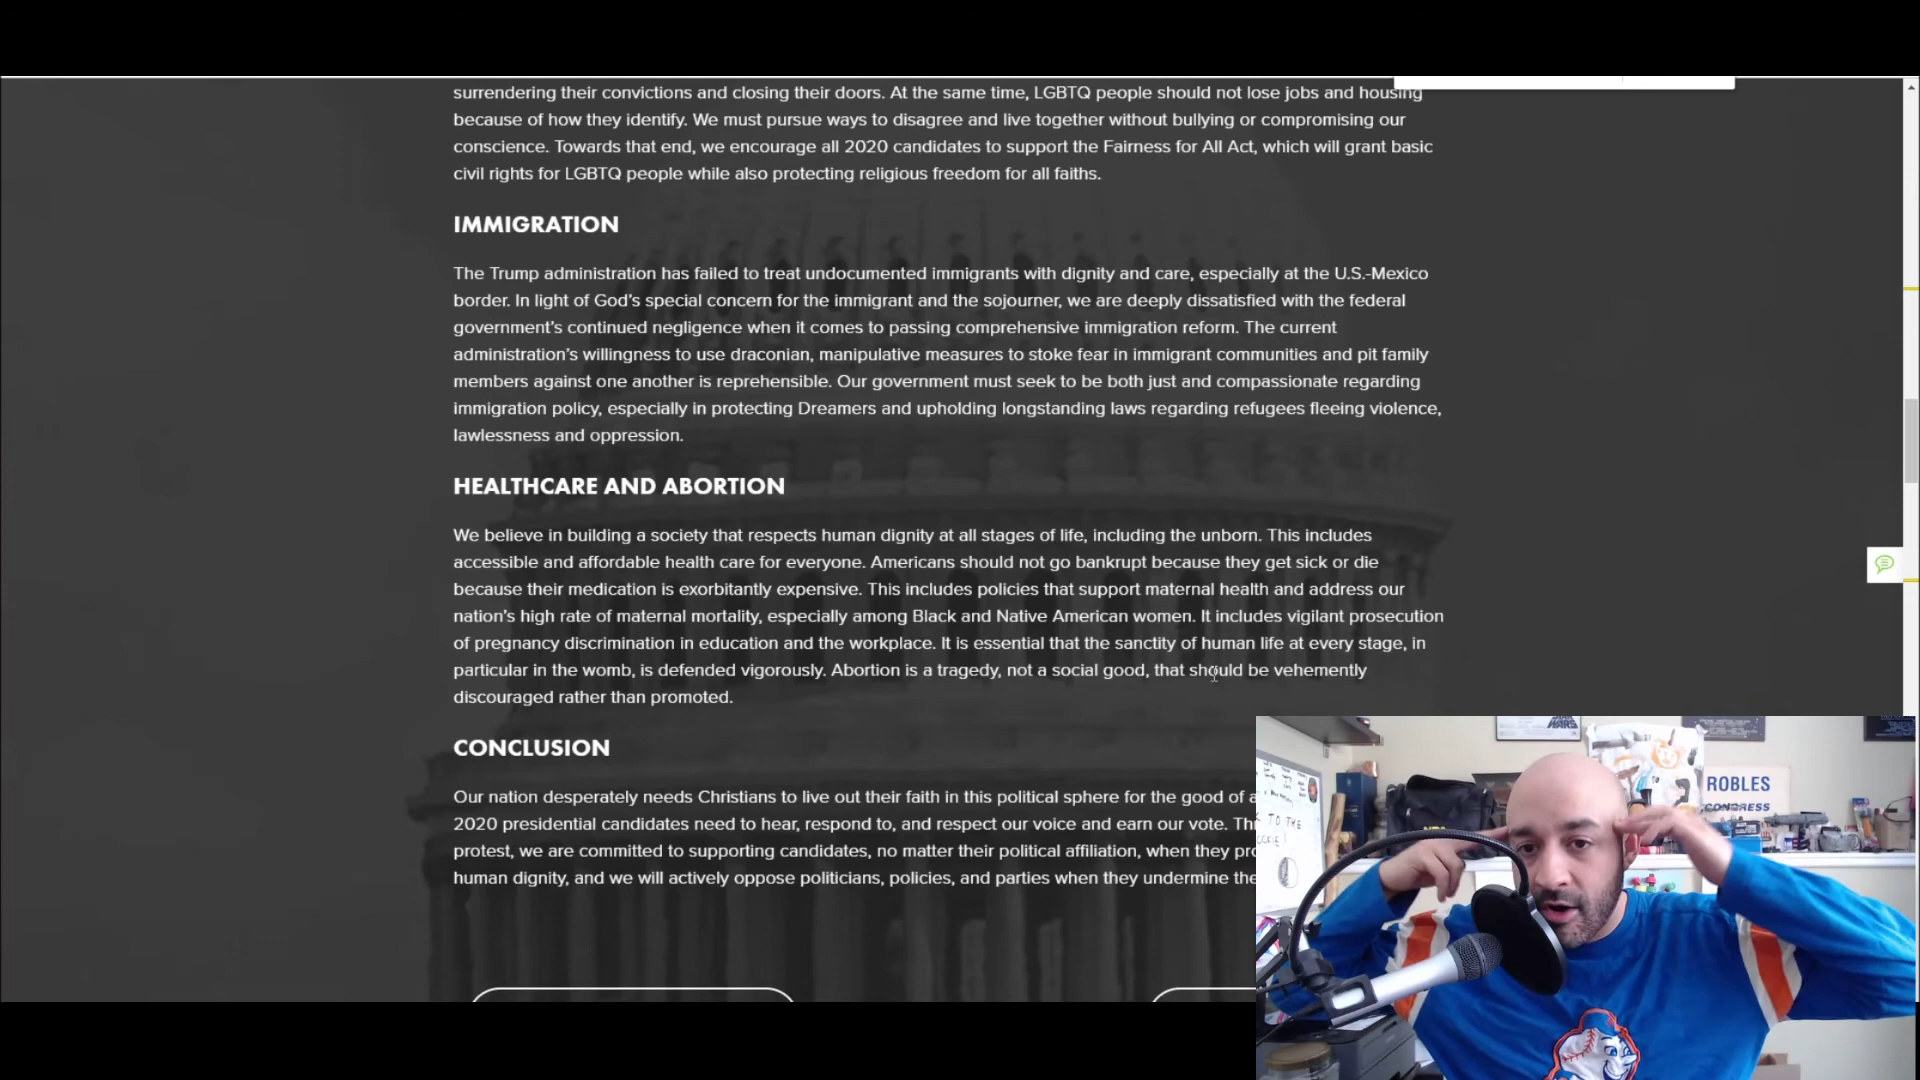 surrendering their convictions and closing their doors. At the same time, LGBTQ people should not lose jobs and housing
because of how they identify. We must pursue ways to disagree and live together without bullying or compromising our
conscience. Towards that end, we encourage all 2020 candidates to support the Fairness for All Act, which will grant basic
civil rights for LGBTQ people while also protecting religious freedom for all faiths.
IMMIGRATION
The Trump administration has failed to treat undocumented immigrants with dignity and care, especially at the U.S.-Mexico
border. In light of God's special concern for the immigrant and the sojourner, we are deeply dissatisfied with the federal
government's continued negligence when it comes to passing comprehensive immigration reform. The current
administration's willingness to use draconian, manipulative measures to stoke fear in immigrant communities and pit family
members against one another is reprehensible. Our government must seek to be both just and compassionate regarding
immigration policy, especially in protecting Dreamers and upholding longstanding laws regarding refugees fleeing violence,
lawlessness and oppression.
HEALTHCARE AND ABORTION
We believe in building a society that respects human dignity at all stages of life, including the unborn. This includes
accessible and affordable health care for everyone. Americans should not go bankrupt because they get sick or die
because their medication is exorbitantly expensive. This includes policies that support maternal health and address our
nation's high rate of maternal mortality, especially among Black and Native American women. It includes vigilant prosecution
of pregnancy discrimination in education and the workplace. It is essential that the sanctity of human life at every stage, in
particular in the womb, is defended vigorously. Abortion is a tragedy, not a social good, that should be vehemently
discouraged rather than promoted.
CONCLUSION
Our nation desperately needs Christians to live out their faith in this political sphere for the good of a
2020 presidential candidates need to hear, respond to, and respect our voice and earn our vote. Th
protest, we are committed to supporting candidates, no matter their political affiliation, when they pro
human dignity, and we will actively oppose politicians, policies, and parties when they undermine the
WARS
ROBLES
CONGRESS
TO THE